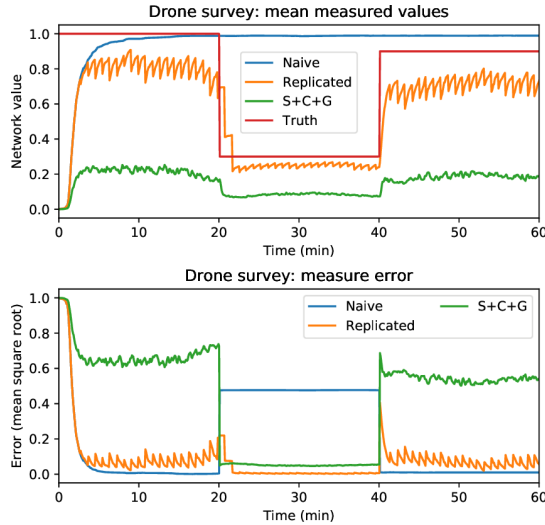 Drone survey: mean measured values
Network value
1.0
0.8
0.6
0.4
0.2
0.0
Naive
Replicated
S+C+G
Truth
0 10 20 30 40 50 60
Time (min)
Drone survey: measure error
Error (mean square root)
1.0
0.8
0.6
0.4
0.2
0.0
Naive
Replicated
S+C+G
0 10 20 30 40 50 60
Time (min)